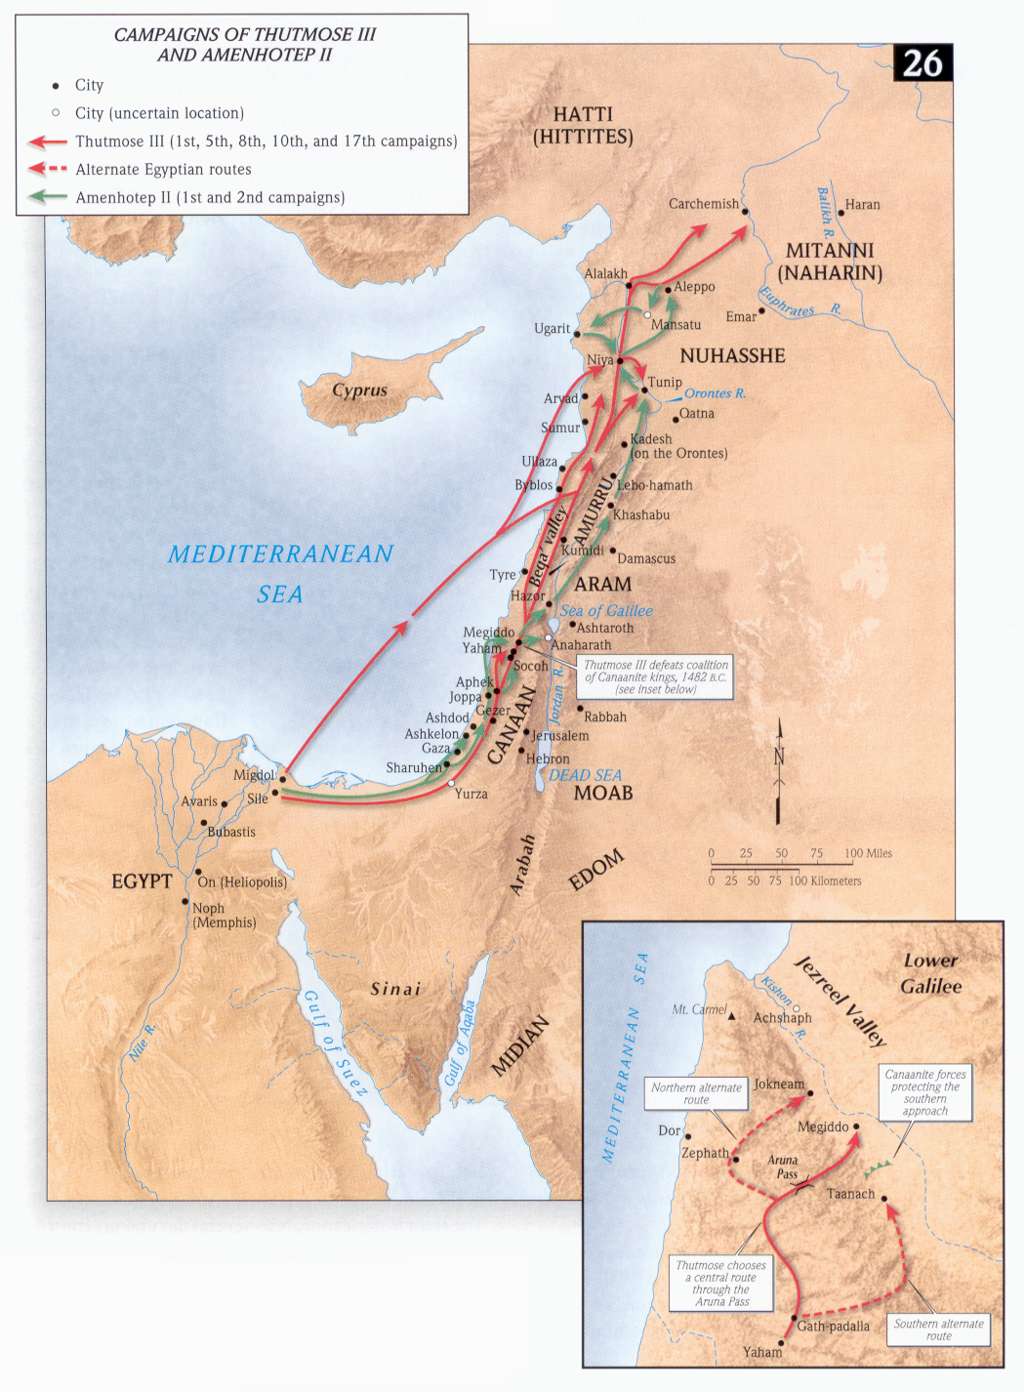 CAMPAIGNS OF THUTMOSE III
AND AMENHOTEP II
City
City (uncertain location)
Thutmose III (1st, 5th, 8th, 10th, and 17th campaigns)
Alternate Egyptian routes
Amenhotep II (1st and 2nd campaigns)
26
HATTI
(HITTITES)
Carchemish
Balikh R.
Haran
MITANNI
(NAHARIN)
Alalakh
Aleppo
Euphrates R.
Emar
Mansatu
Ugarit
NUHASSHE
Niya
Cyprus
Tunip
Orontes R.
Arvad
Qatna
Sumur
Kadesh
(on the Orontes)
Ullaza
Byblos
Lebo-hamath
AMURRU
Khashabu
Beqa' valley
MEDITERRANEAN
SEA
Kumidi
Damascus
Tyre
ARAM
Hazor
Sea of Galilee
Ashtaroth
Megiddo
Yaham
Anaharath
Socoh
Thutmose III defeats coalition
of Canaanite kings, 1482 B.C.
(see inset below)
Aphek
Joppa
Jordan R.
Gezer
Rabbah
CANAAN
Ashdod
Ashkelon
Jerusalem
Gaza
Hebron
Sharuhen
DEAD SEA
MOAB
Yurza
Migdol
Sile
Avaris
Bubastis
N
0 25 50 75 100 Miles
0 25 50 75 100 Kilometers
Arabah
EDOM
EGYPT
On (Heliopolis)
Noph
(Memphis)
Sinai
Nile R.
Gulf of Suez
Gulf of Aqaba
MIDIAN
MEDITERRANEAN SEA
Jezreel Valley
Lower
Galilee
Kishon R.
Mt. Carmel
Achshaph
Northern alternate
route
Jokneam
Canaanite forces
protecting the
southern
approach
Megiddo
Dor
Zephath
Aruna
Pass
Taanach
Thutmose chooses
a central route
through the
Aruna Pass
Gath-padalla
Southern alternate
route
Yaham